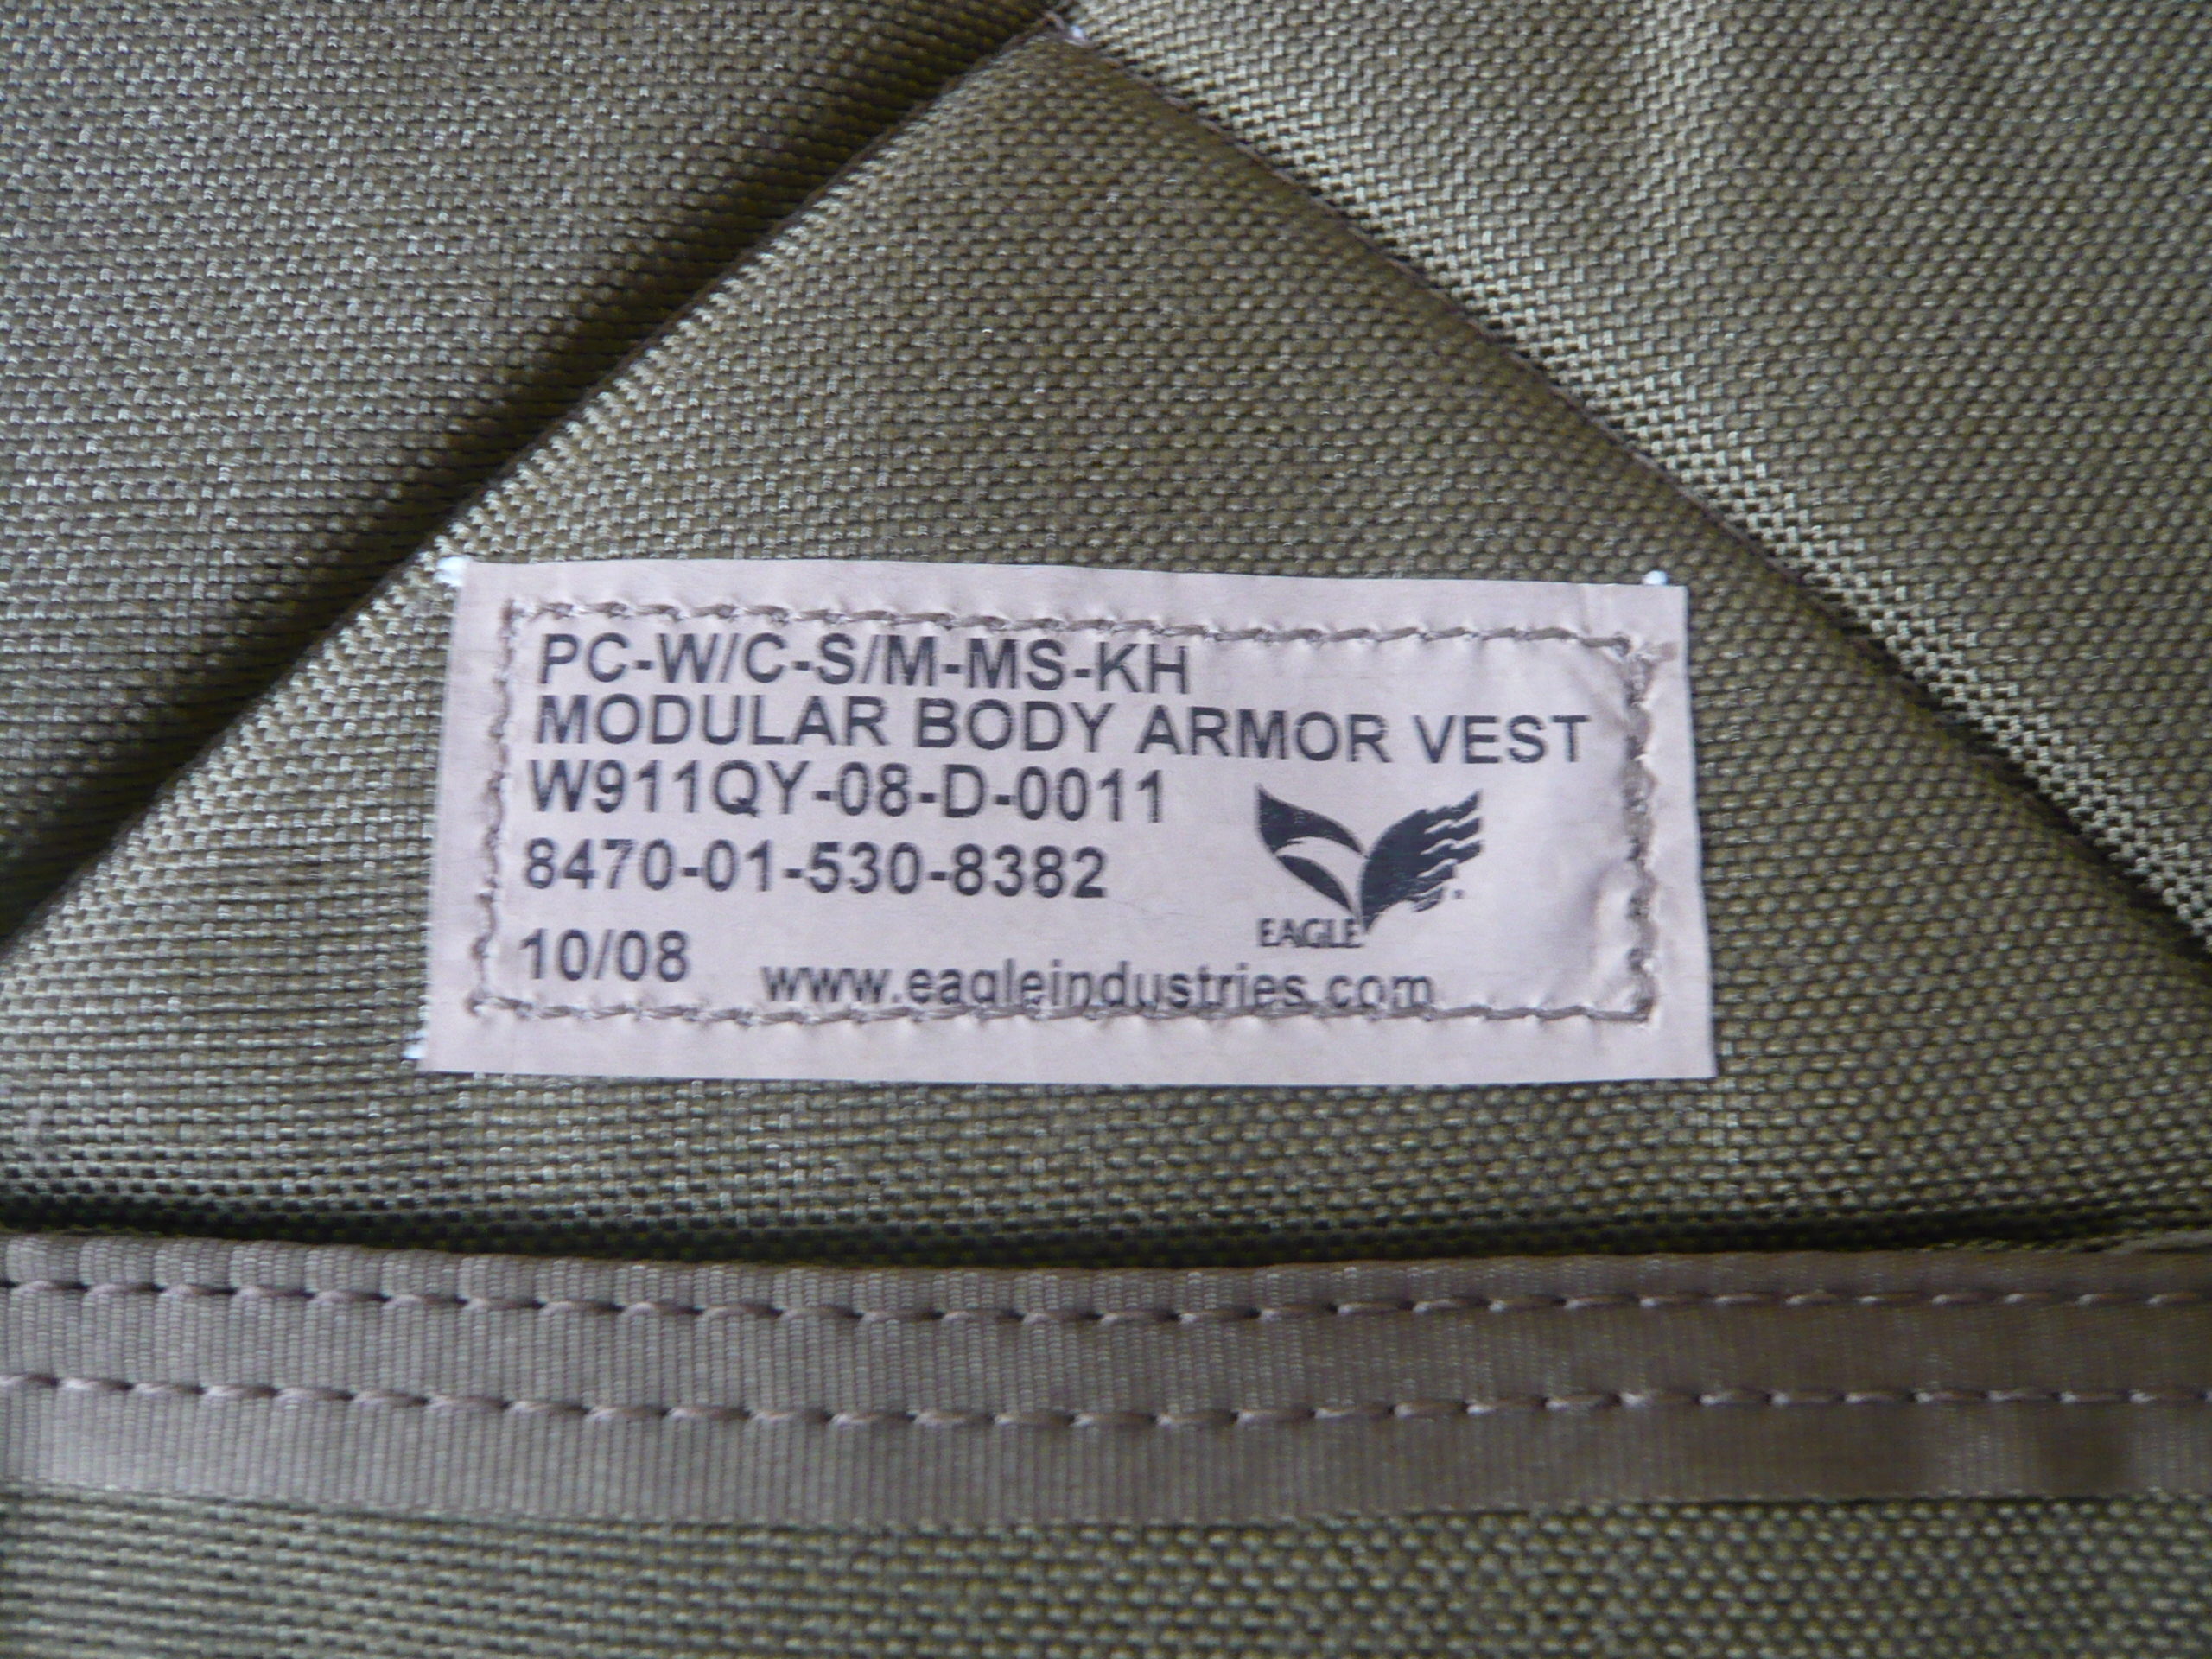 PC-W/C-S/M-MS-KH
MODULAR BODY ARMOR VEST
W911QY-08-D-0011
8470-01-530-8382
EAGLE
10/08
www.eagleindustries.com